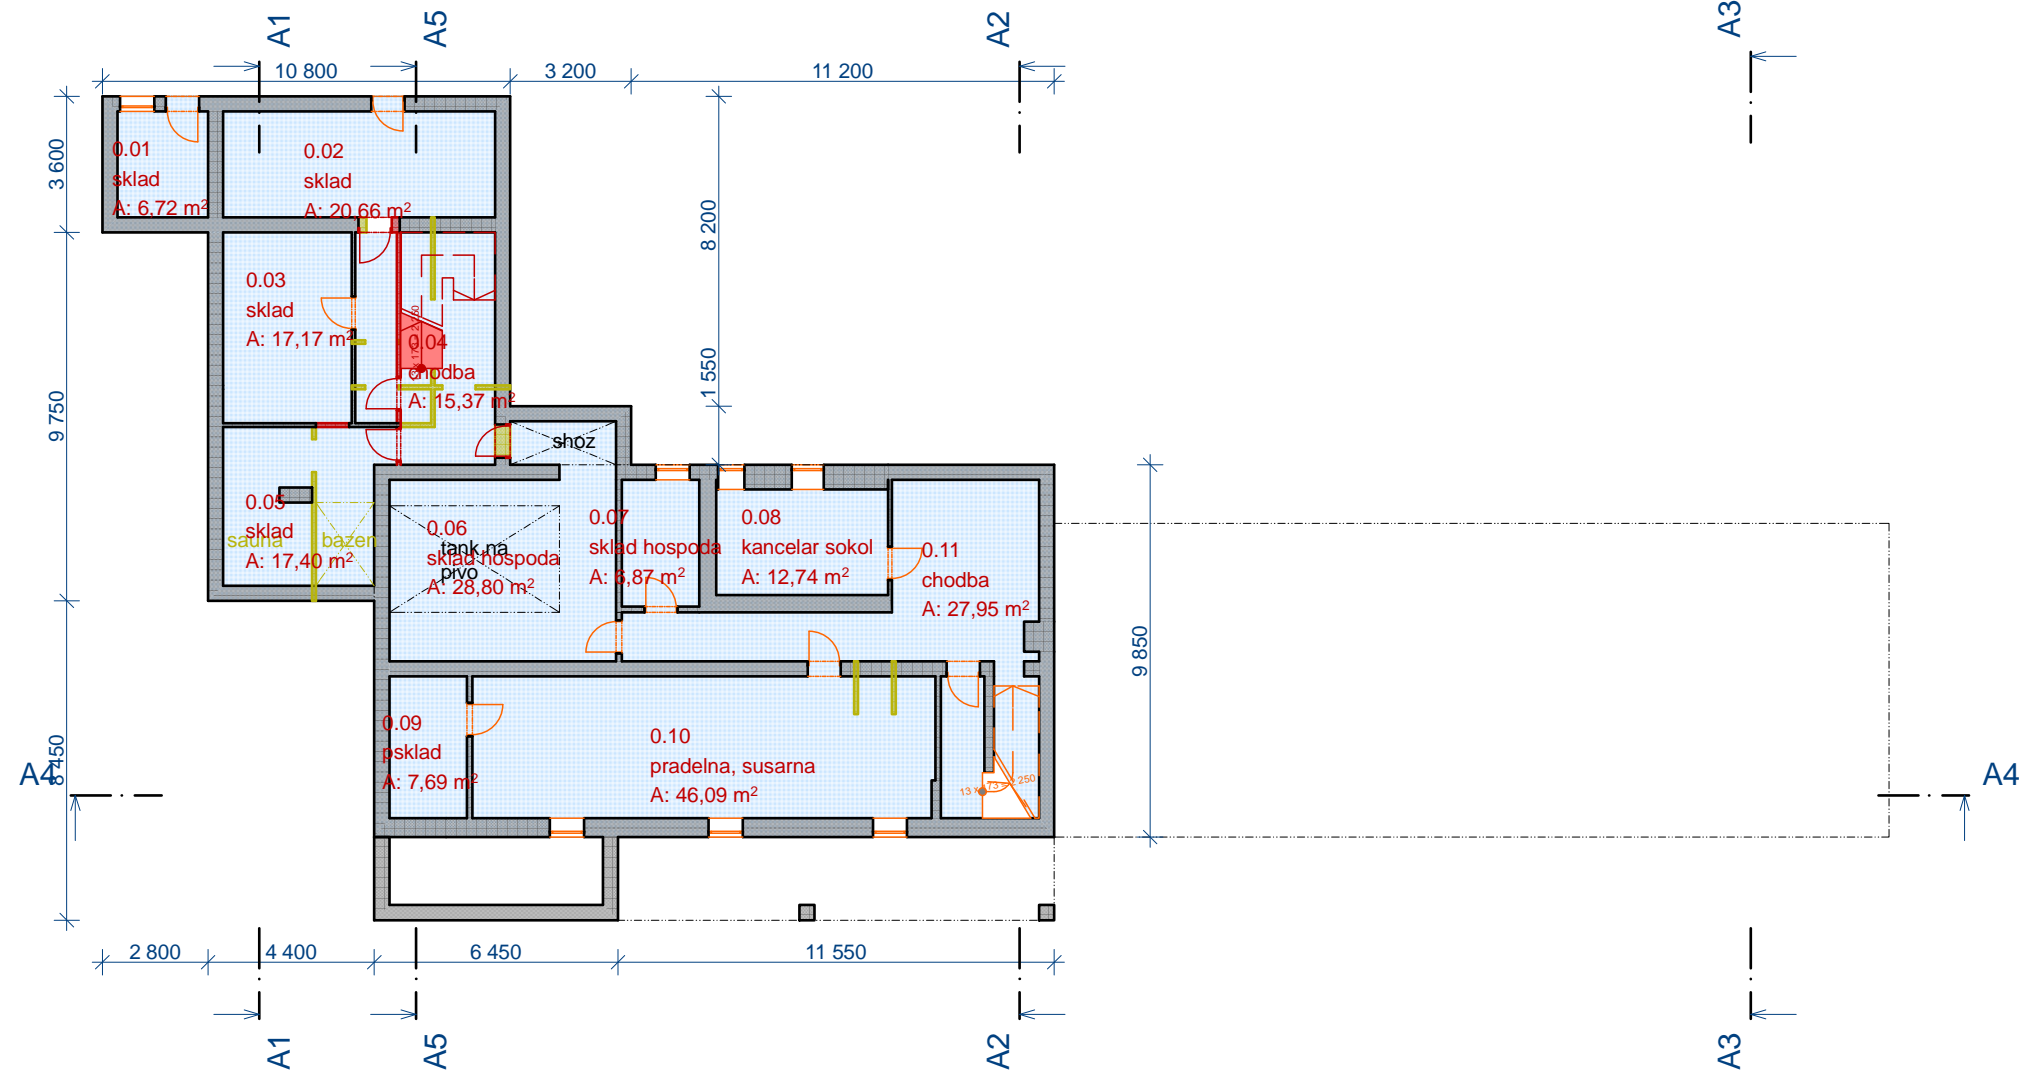 A1
A5
A2
A3
10 800
3 200
11 200
3 600
9 750
8 450
8 200
1 550
9 850
0.01
sklad
A: 6,72 m²
0.02
sklad
A: 20,66 m²
0.03
sklad
A: 17,17 m²
0.04
chodba
A: 15,37 m²
shoz
0.05
sklad
A: 17,40 m²
sauna
bazen
0.06
sklad hospoda
A: 28,80 m²
tank na
pivo
0.07
sklad hospoda
A: 6,87 m²
0.08
kancelar sokol
A: 12,74 m²
0.11
chodba
A: 27,95 m²
0.09
psklad
A: 7,69 m²
0.10
pradelna, susarna
A: 46,09 m²
A4
A4
2 800
4 400
6 450
11 550
A1
A5
A2
A3